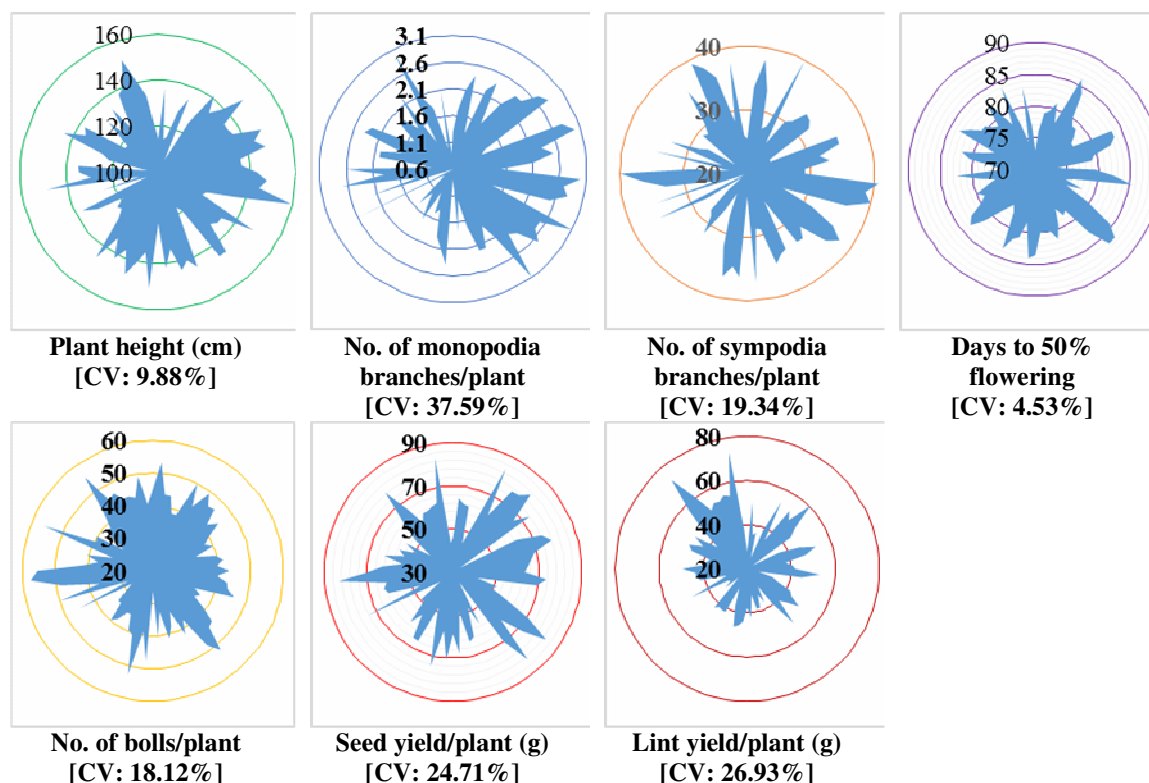 160
140
120
100
Plant height (cm)
[CV: 9.88%]
3.1
2.6
2.1
1.6
1.1
0.6
No. of monopodia
branches/plant
[CV: 37.59%]
40
30
20
No. of sympodia
branches/plant
[CV: 19.34%]
90
85
80
75
70
Days to 50%
flowering
[CV: 4.53%]
60
50
40
30
20
No. of bolls/plant
[CV: 18.12%]
90
70
50
30
Seed yield/plant (g)
[CV: 24.71%]
80
60
40
20
Lint yield/plant (g)
[CV: 26.93%]